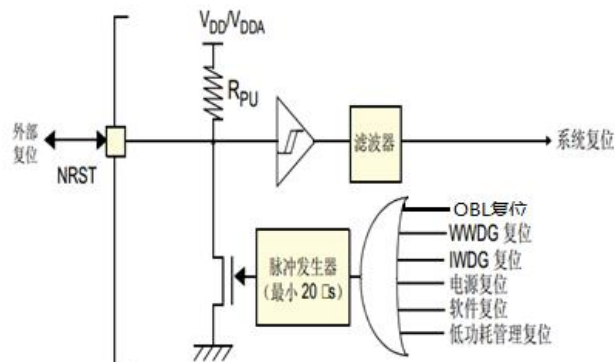 VDD/VDDA
RPU
外部
复位
NRST
滤波器
系统复位
OBL复位
WWDG 复位
IWDG 复位
电源复位
软件复位
低功耗管理复位
脉冲发生器
(最小 20 □s)